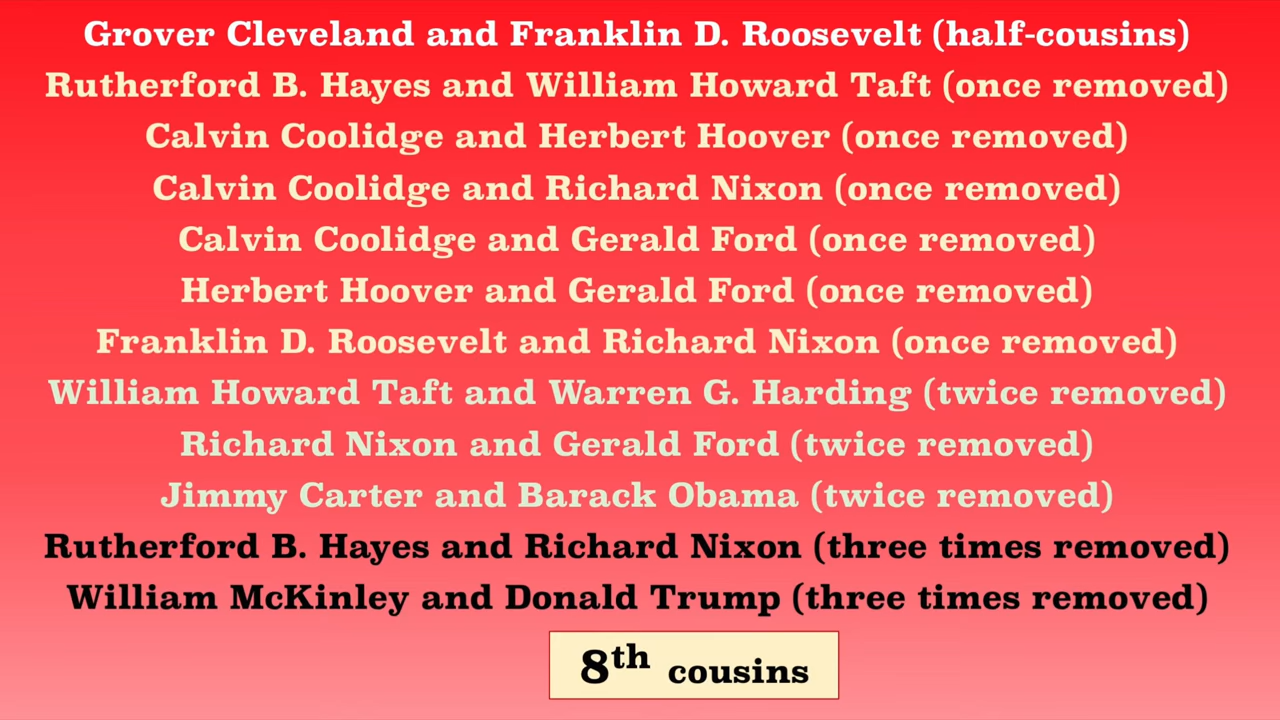 Grover Cleveland and Franklin D. Roosevelt (half-cousins)
Rutherford B. Hayes and William Howard Taft (once removed)
Calvin Coolidge and Herbert Hoover (once removed)
Calvin Coolidge and Richard Nixon (once removed)
Calvin Coolidge and Gerald Ford (once removed)
Herbert Hoover and Gerald Ford (once removed)
Franklin D. Roosevelt and Richard Nixon (once removed)
William Howard Taft and Warren G. Harding (twice removed)
Richard Nixon and Gerald Ford (twice removed)
Jimmy Carter and Barack Obama (twice removed)
Rutherford B. Hayes and Richard Nixon (three times removed)
William McKinley and Donald Trump (three times removed)
8th cousins